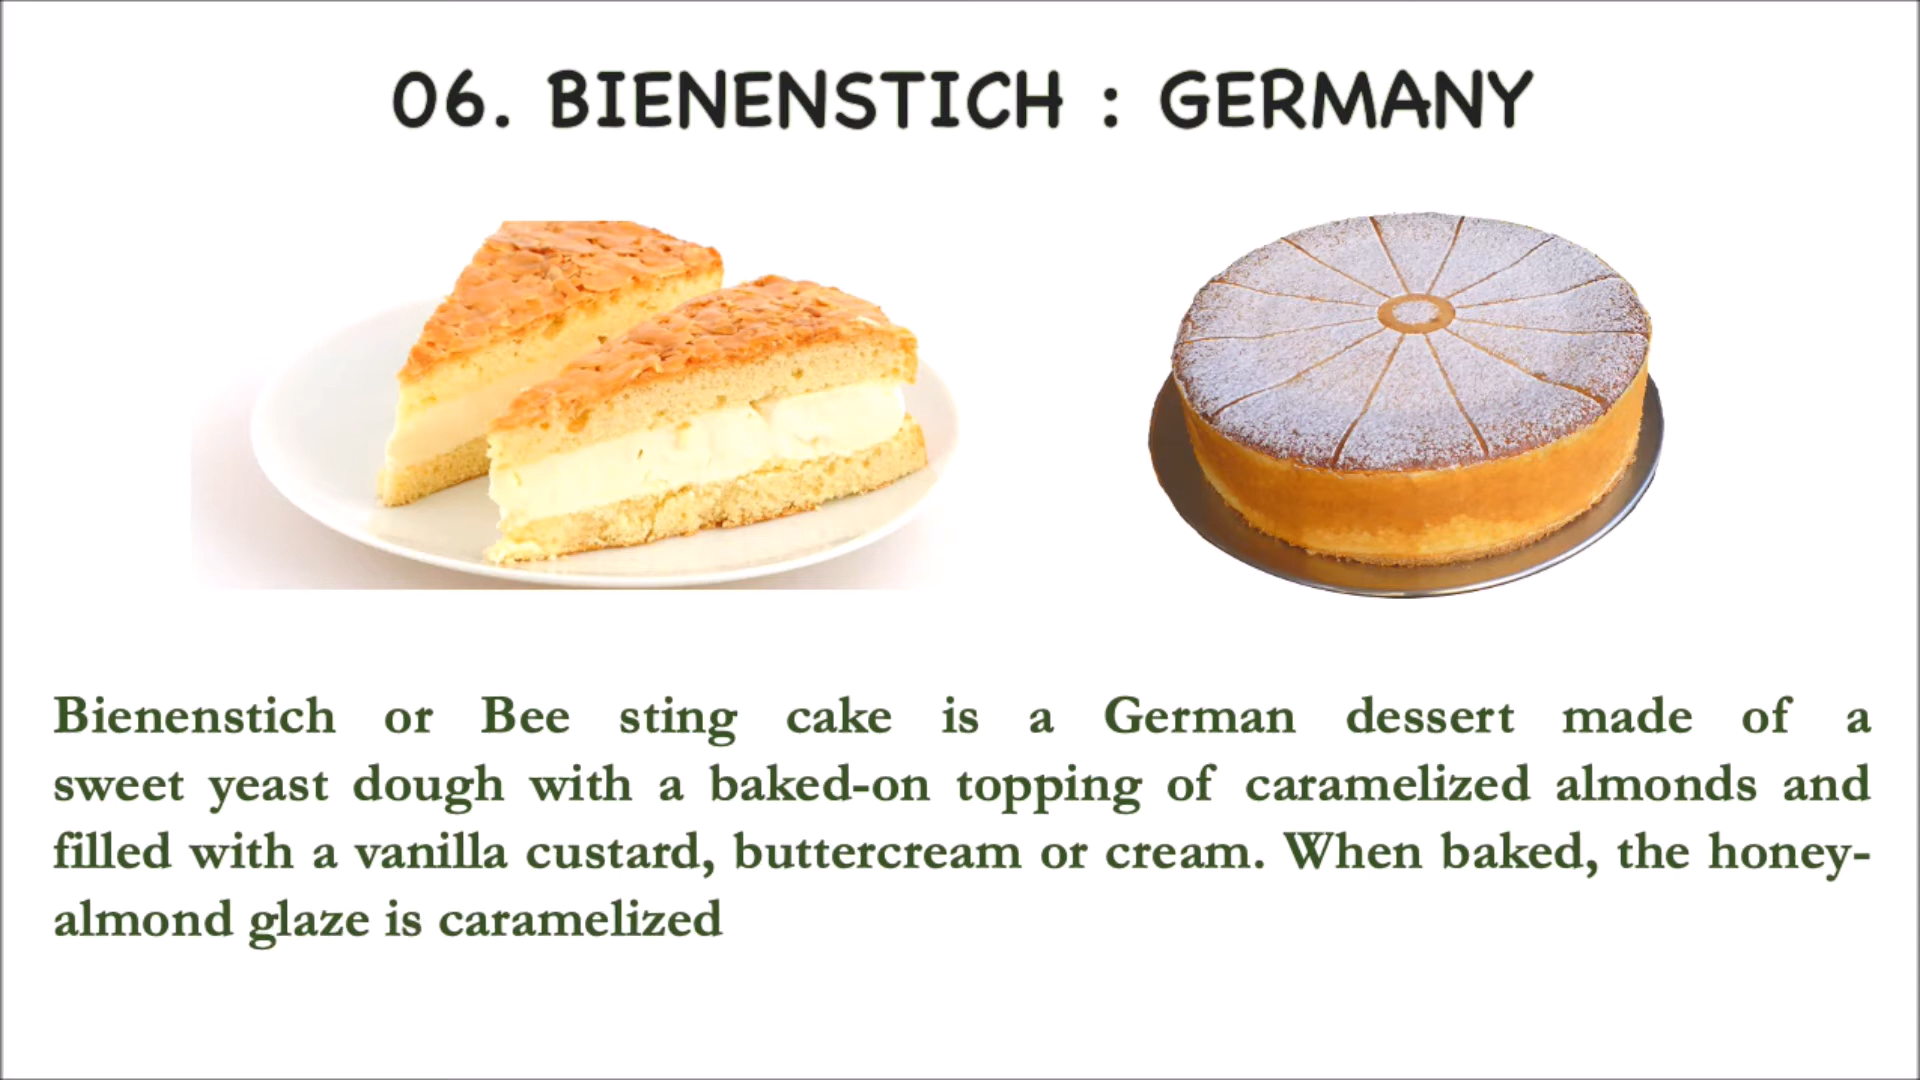 06. BIENENSTICH : GERMANY
Bienenstich or Bee sting cake is a German dessert made of a
sweet yeast dough with a baked-on topping of caramelized almonds and
filled with a vanilla custard, buttercream or cream. When baked, the honey-
almond glaze is caramelized